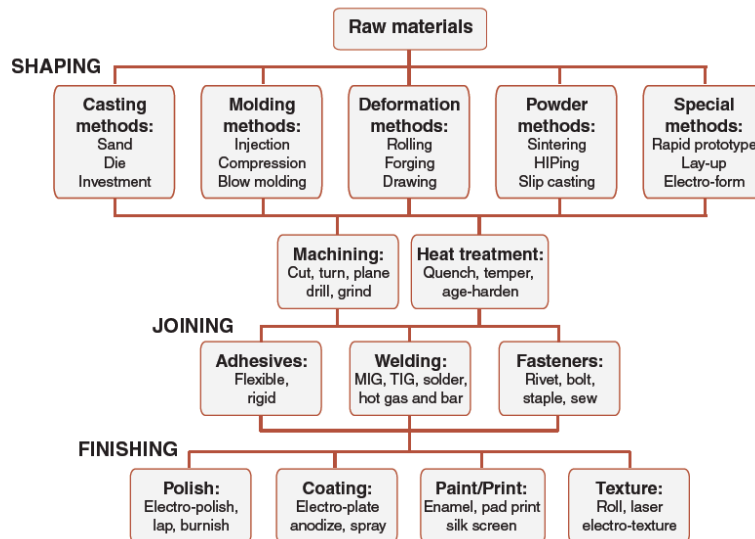 Raw materials
SHAPING
Casting
methods:
Sand
Die
Investment
Molding
methods:
Injection
Compression
Blow molding
Deformation
methods:
Rolling
Forging
Drawing
Powder
methods:
Sintering
HIPing
Slip casting
Special
methods:
Rapid prototype
Lay-up
Electro-form
Machining:
Cut, turn, plane
drill, grind
Heat treatment:
Quench, temper,
age-harden
JOINING
Adhesives:
Flexible,
rigid
Welding:
MIG, TIG, solder,
hot gas and bar
Fasteners:
Rivet, bolt,
staple, sew
FINISHING
Polish:
Electro-polish,
lap, burnish
Coating:
Electro-plate
anodize, spray
Paint/Print:
Enamel, pad print
silk screen
Texture:
Roll, laser
electro-texture